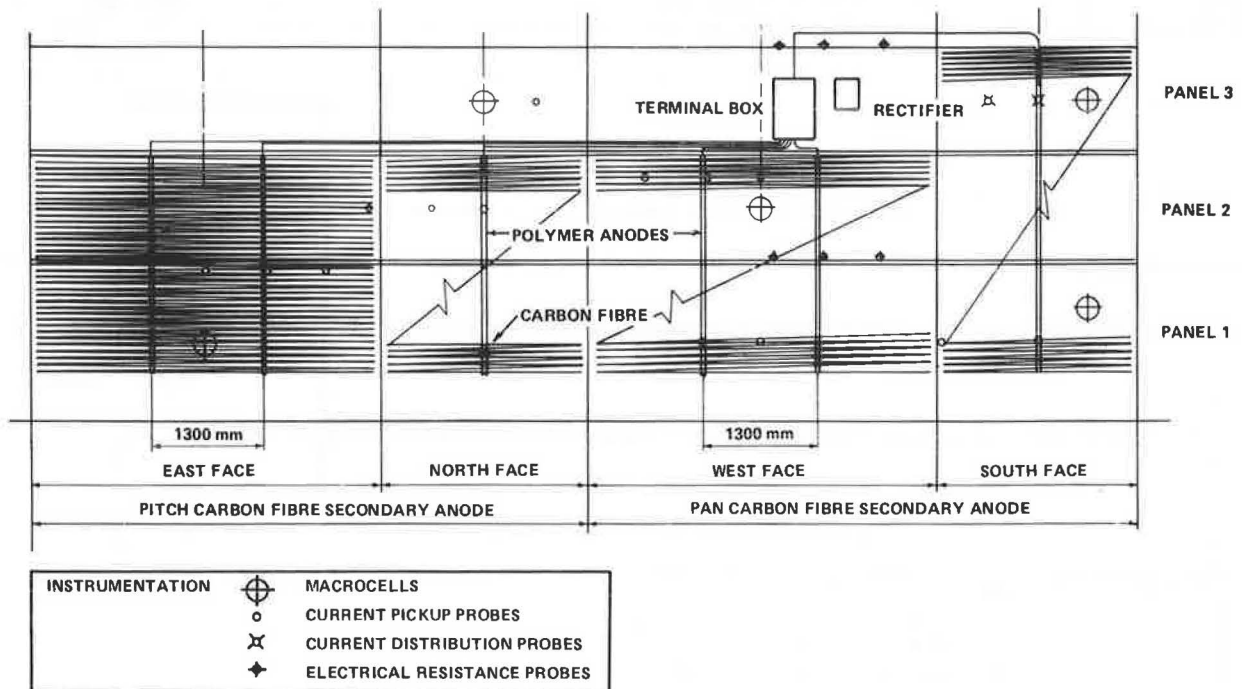 TERMINAL BOX
RECTIFIER
PANEL 3
PANEL 2
POLYMER ANODES
CARBON FIBRE
PANEL 1
1300 mm
1300 mm
EAST FACE
NORTH FACE
WEST FACE
SOUTH FACE
PITCH CARBON FIBRE SECONDARY ANODE
PAN CARBON FIBRE SECONDARY ANODE
INSTRUMENTATION
MACROCELLS
CURRENT PICKUP PROBES
CURRENT DISTRIBUTION PROBES
ELECTRICAL RESISTANCE PROBES